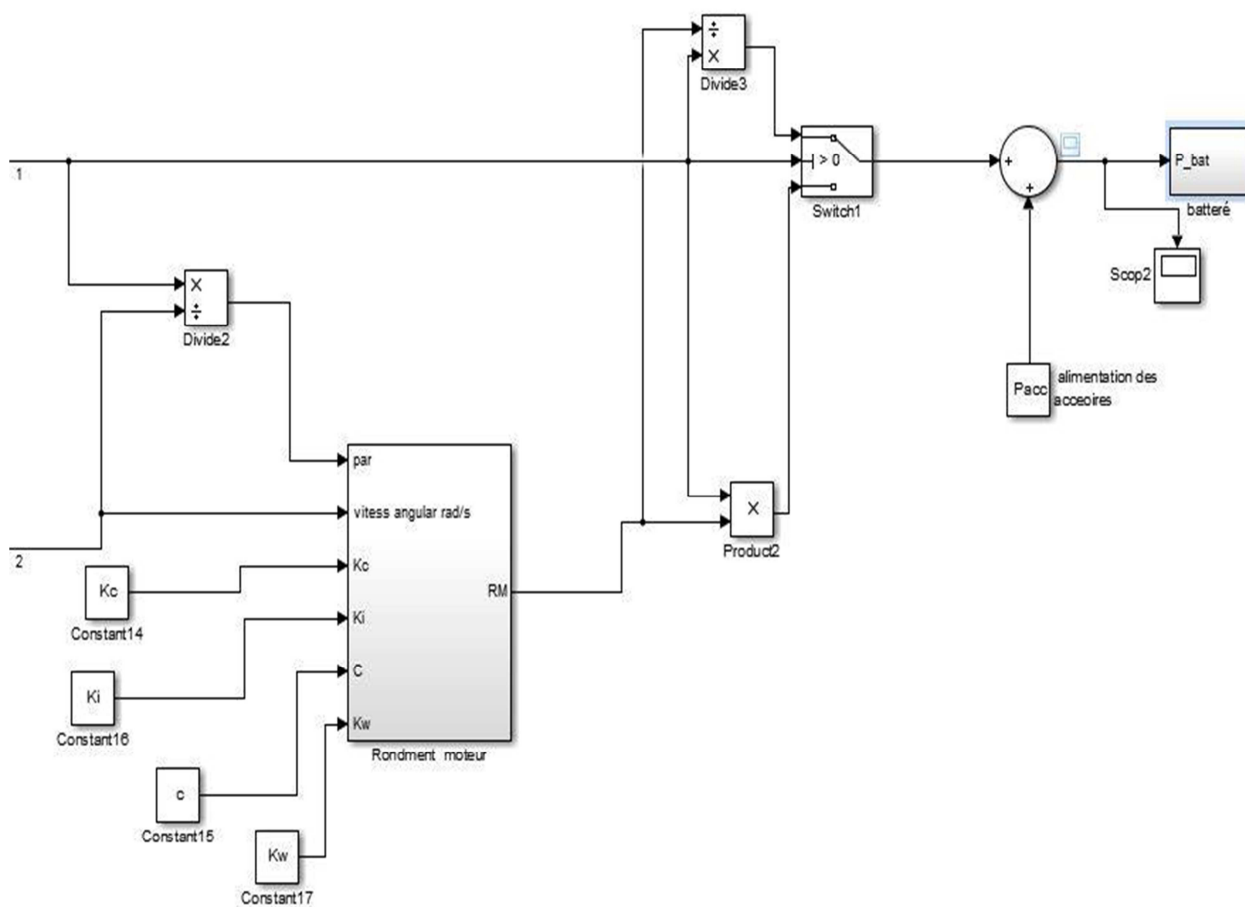 ÷
X
Divide3
1
> 0
Switch1
+
+
P_bat
batteré
Scop2
X
÷
Divide2
Pacc
alimentation des
acceoires
par
vitess angular rad/s
2
Kc
Constant14
Kc
Ki
RM
X
Product2
Ki
Constant16
C
Kw
Rondment moteur
c
Constant15
Kw
Constant17